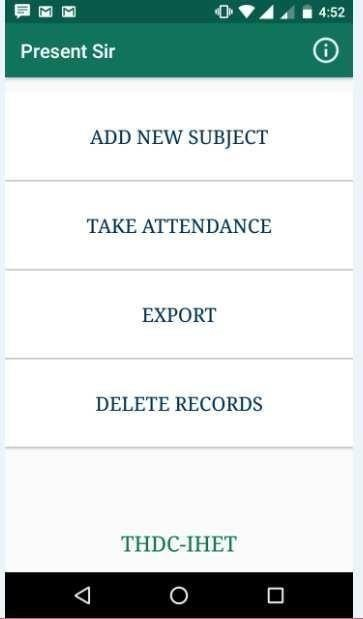 4:52
Present Sir
ADD NEW SUBJECT
TAKE ATTENDANCE
EXPORT
DELETE RECORDS
THDC-IHET